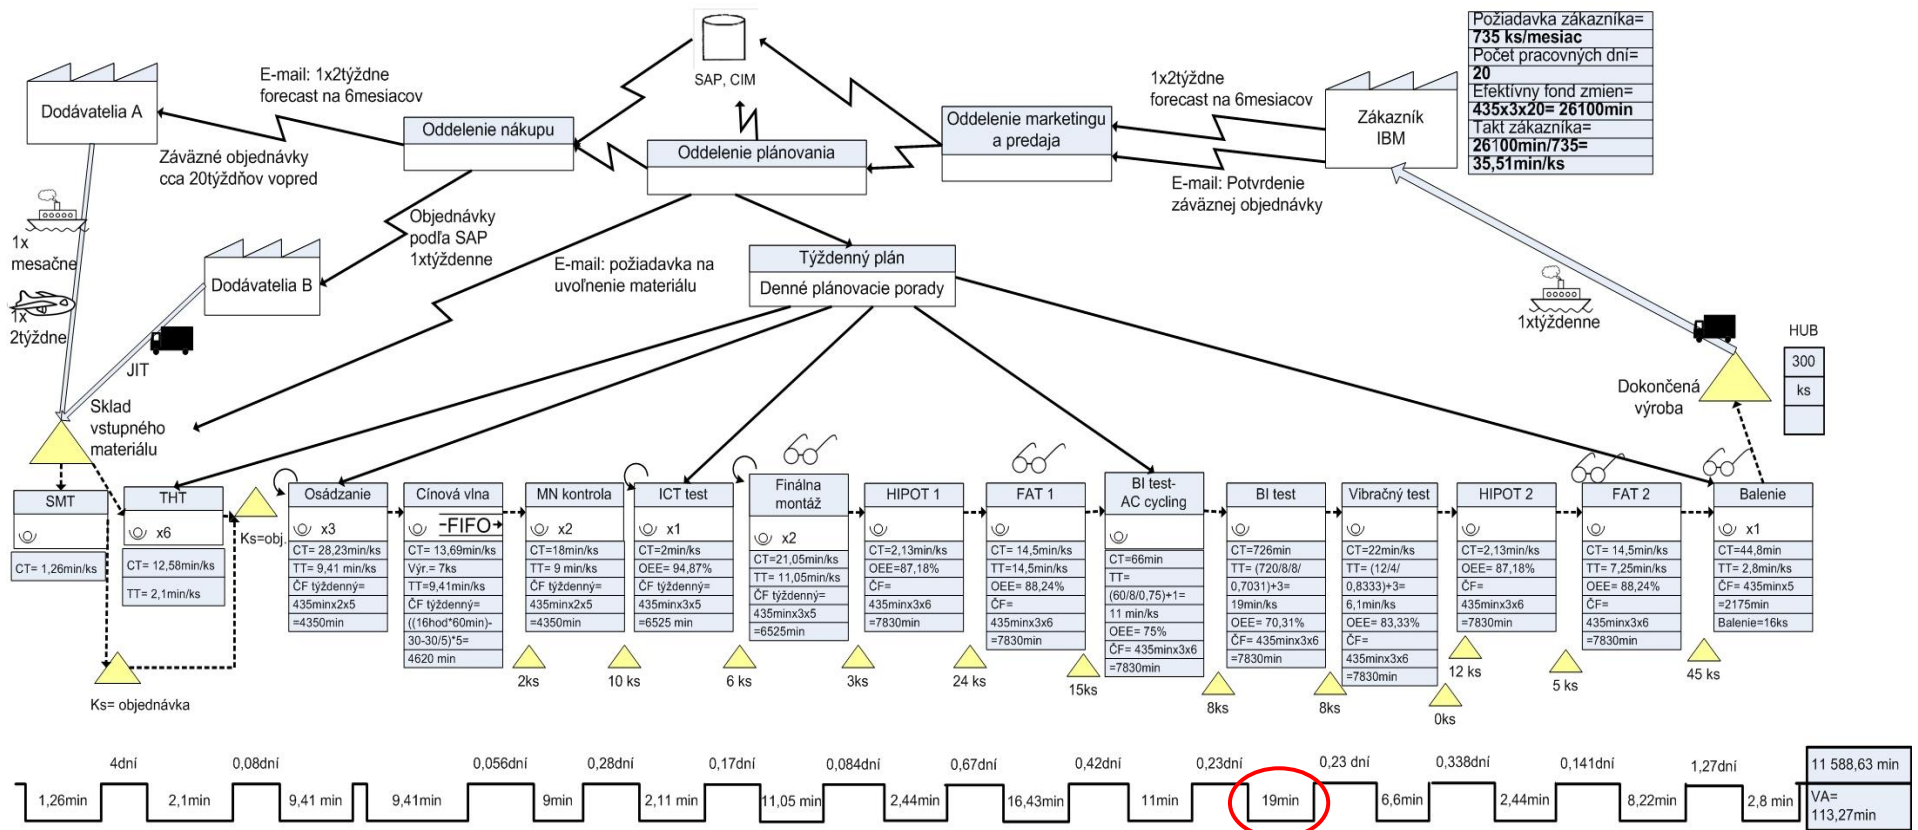 SAP, CIM
Požiadavka zákazníka=
735 ks/mesiac
Počet pracovných dní=
20
Efektívny fond zmien=
435x3x20= 26100min
Takt zákazníka=
26100min/735=
35,51min/ks
Dodávatelia A
E-mail: 1x2týždne
forecast na 6mesiacov
Oddelenie nákupu
Záväzné objednávky
cca 20týždňov vopred
Oddelenie plánovania
Oddelenie marketingu
a predaja
1x2týždne
forecast na 6mesiacov
Zákazník
IBM
E-mail: Potvrdenie
záväznej objednávky
1x
mesačne
1x
2týždne
Dodávatelia B
JIT
Objednávky
podľa SAP
1xtýždenne
E-mail: požiadavka na
uvoľnenie materiálu
Týždenný plán
Denné plánovacie porady
1xtýždenne
HUB
300
ks
Dokončená
výroba
Sklad
vstupného
materiálu
SMT
CT= 1,26min/ks
THT
x6
CT= 12,58min/ks
TT= 2,1min/ks
Ks=obj.
Ks= objednávka
Osádzanie
x3
CT= 28,23min/ks
TT= 9,41 min/ks
ČF týždenný=
435minx2x5
=4350min
Cínová vlna
FIFO
CT= 13,69min/ks
Výr.= 7ks
TT=9,41min/ks
ČF týždenný=
((16hod*60min)-
30-30/5)*5=
4620 min
MN kontrola
x2
CT=18min/ks
TT= 9 min/ks
ČF týždenný=
435minx2x5
=4350min
ICT test
x1
CT=2min/ks
OEE= 94,87%
ČF týždenný=
435minx3x5
=6525 min
Finálna
montáž
x2
CT=21,05min/ks
TT= 11,05min/ks
ČF týždenný=
435minx3x5
=6525min
HIPOT 1
CT=2,13min/ks
OEE=87,18%
ČF=
435minx3x6
=7830min
FAT 1
CT= 14,5min/ks
TT=14,5min/ks
OEE= 88,24%
ČF=
435minx3x6
=7830min
BI test-
AC cycling
CT=66min
TT=
(60/8/0,75)+1=
11 min/ks
OEE= 75%
ČF= 435minx3x6
=7830min
BI test
CT=726min
TT= (720/8/8/
0,7031)+3=
19min/ks
OEE= 70,31%
ČF= 435minx3x6
=7830min
Vibračný test
CT=22min/ks
TT= (12/4/
0,8333)+3=
6,1min/ks
OEE= 83,33%
ČF=
435minx3x6
=7830min
HIPOT 2
CT=2,13min/ks
OEE= 87,18%
ČF=
435minx3x6
=7830min
FAT 2
CT= 14,5min/ks
TT= 7,25min/ks
OEE= 88,24%
ČF=
435minx3x6
=7830min
Balenie
x1
CT=44,8min
TT= 2,8min/ks
ČF= 435minx5
=2175min
Balenie=16ks
2ks
10 ks
6 ks
3ks
24 ks
15ks
8ks
8ks
0ks
12 ks
5 ks
45 ks
4dní
0,08dní
0,056dní
0,28dní
0,17dní
0,084dní
0,67dní
0,42dní
0,23dní
0,23 dní
0,338dní
0,141dní
1,27dní
11 588,63 min
1,26min
2,1min
9,41 min
9,41min
9min
2,11 min
11,05 min
2,44min
16,43min
11min
19min
6,6min
2,44min
8,22min
2,8 min
VA=
113,27min